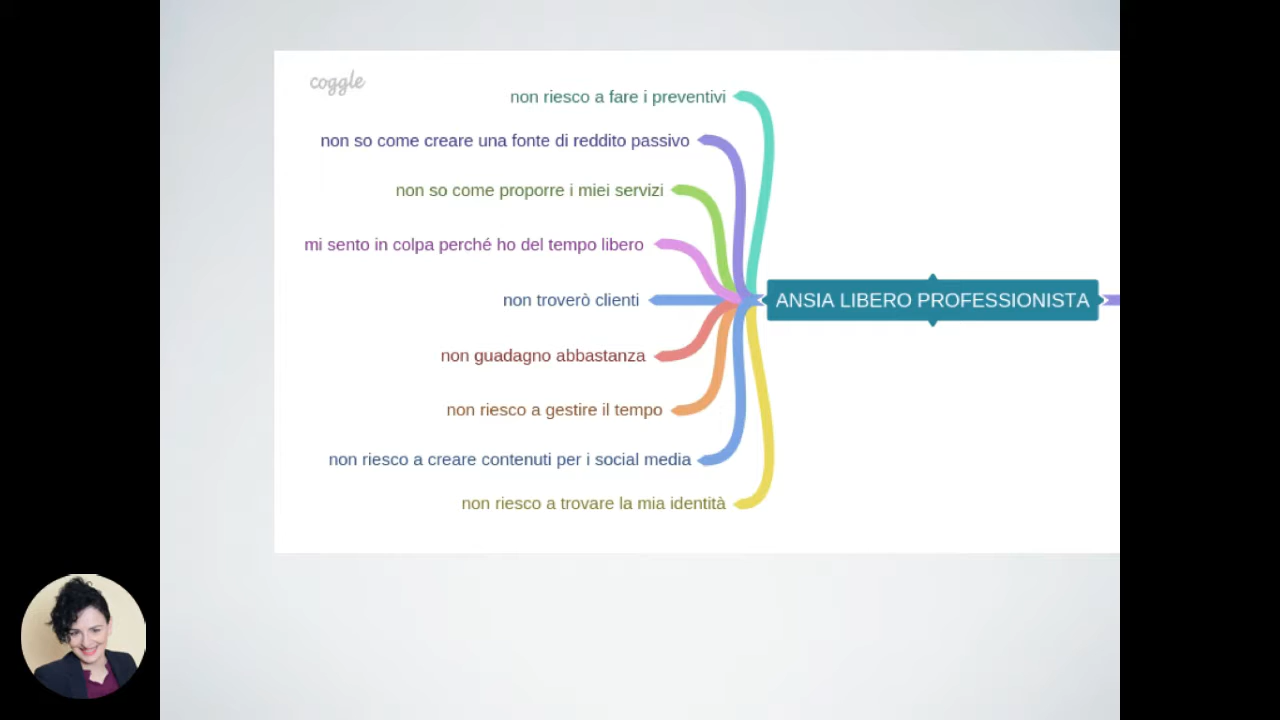 coggle
non riesco a fare i preventivi
non so come creare una fonte di reddito passivo
non so come proporre i miei servizi
mi sento in colpa perché ho del tempo libero
non troverò clienti
ANSIA LIBERO PROFESSIONISTA
non guadagno abbastanza
non riesco a gestire il tempo
non riesco a creare contenuti per i social media
non riesco a trovare la mia identità